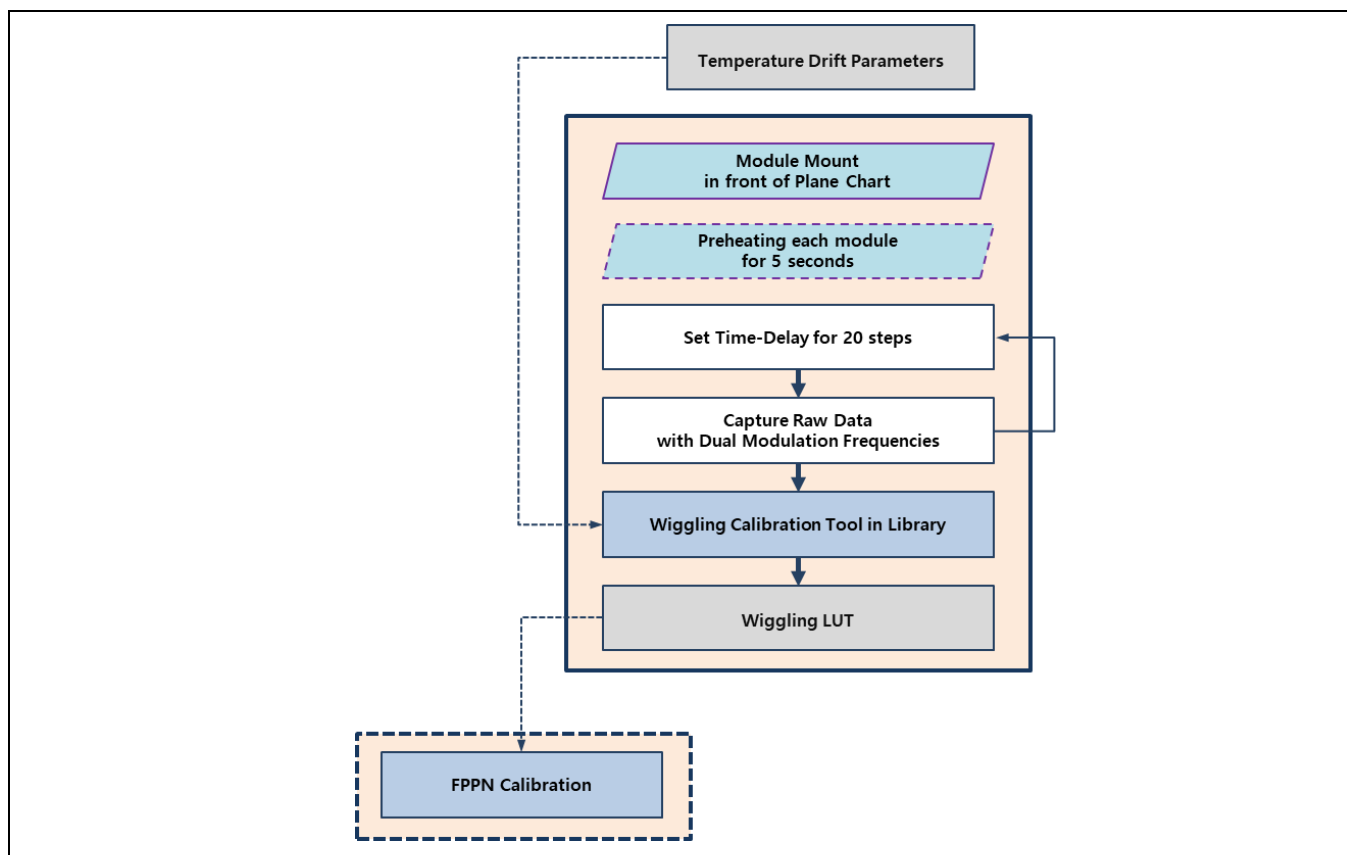 Temperature Drift Parameters
Module Mount
in front of Plane Chart
Preheating each module
for 5 seconds
Set Time-Delay for 20 steps
Capture Raw Data
with Dual Modulation Frequencies
Wiggling Calibration Tool in Library
Wiggling LUT
FPPN Calibration